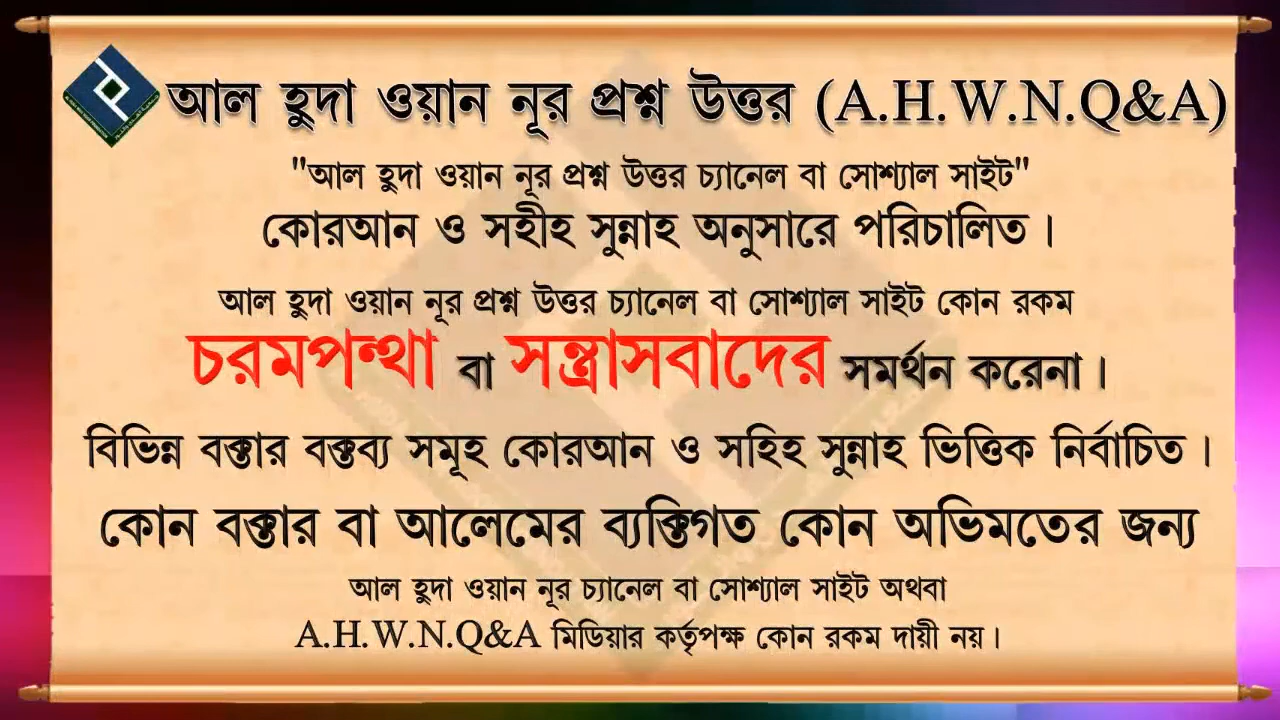 আল হুদা ওয়ান নূর প্রশ্ন উত্তর (A.H.W.N.Q&A)
"আল হুদা ওয়ান নূর প্রশ্ন উত্তর চ্যানেল বা সোশ্যাল সাইট"
কোরআন ও সহীহ সুন্নাহ অনুসারে পরিচালিত।
আল হুদা ওয়ান নূর প্রশ্ন উত্তর চ্যানেল বা সোশ্যাল সাইট কোন রকম
চরমপন্থা বা সন্ত্রাসবাদের সমর্থন করেনা।
বিভিন্ন বক্তার বক্তব্য সমূহ কোরআন ও সহিহ সুন্নাহ ভিত্তিক নির্বাচিত।
কোন বক্তার বা আলেমের ব্যক্তিগত কোন অভিমতের জন্য
আল হুদা ওয়ান নূর চ্যানেল বা সোশ্যাল সাইট অথবা
A.H.W.N.Q&A মিডিয়ার কর্তৃপক্ষ কোন রকম দায়ী নয়।